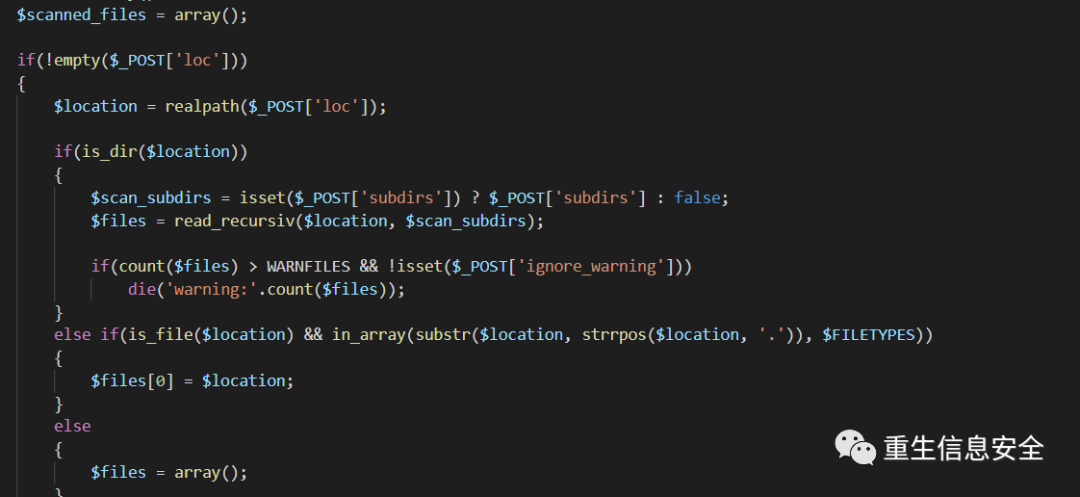 $scanned_files = array();
if(!empty($_POST['loc']))
{
$location = realpath($_POST['loc']);
if(is_dir($location))
{
$scan_subdirs = isset($_POST['subdirs']) ? $_POST['subdirs'] : false;
$files = read_recursiv($location, $scan_subdirs);
if(count($files) > WARNFILES && !isset($_POST['ignore_warning']))
die('warning:'.count($files));
}
else if(is_file($location) && in_array(substr($location, strrpos($location, '.')), $FILETYPES))
{
$files[0] = $location;
}
else
{
$files = array();
}
重生信息安全